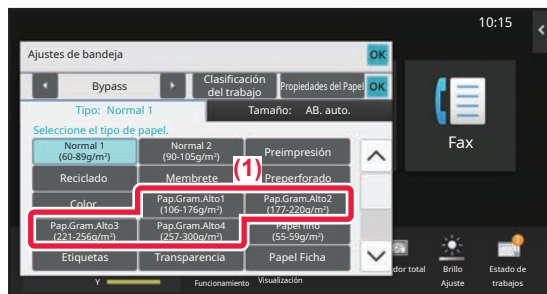 10:15
Ajustes de bandeja
OK
Bypass
Clasificación
del trabajo
Propiedades del Papel
OK
Tipo: Normal 1
Tamaño: AB. auto.
Seleccione el tipo de papel.
Normal 1
(60-89g/m²)
Normal 2
(90-105g/m²)
Preimpresión
Reciclado
Membrete
(1)
Preperforado
Color
Pap.Gram.Alto1
(106-176g/m²)
Pap.Gram.Alto2
(177-220g/m²)
Pap.Gram.Alto3
(221-256g/m²)
Pap.Gram.Alto4
(257-300g/m²)
Papel fino
(55-59g/m²)
Etiquetas
Transparencia
Papel Ficha
Fax
dor total
Brillo
Ajuste
Estado de
trabajos
Y
Funcionamiento
Visualización